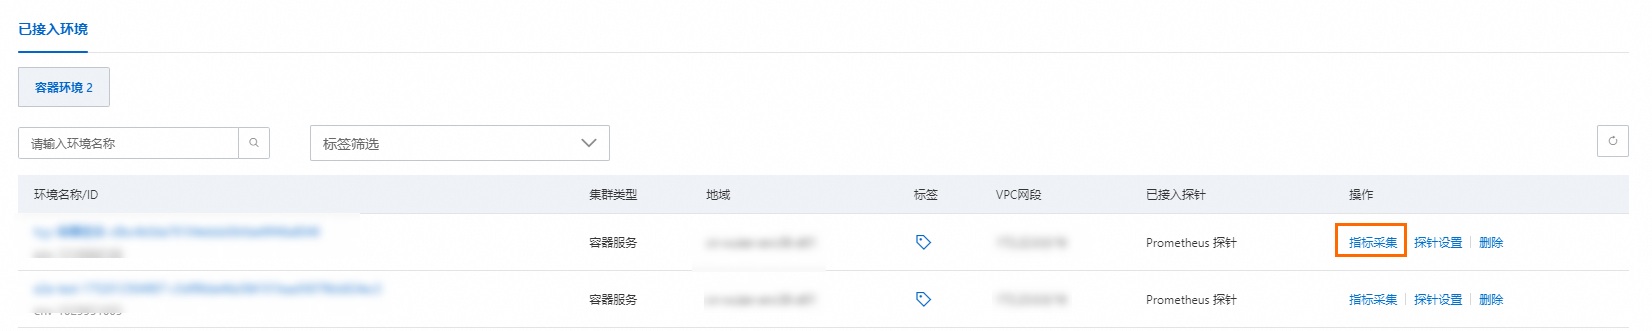 已接入环境
容器环境 2
请输入环境名称 标签筛选
环境名称/ID 集群类型 地域 标签 VPC网段 已接入探针 操作
容器服务 Prometheus 探针 指标采集 探针设置 删除
容器服务 Prometheus 探针 指标采集 探针设置 删除